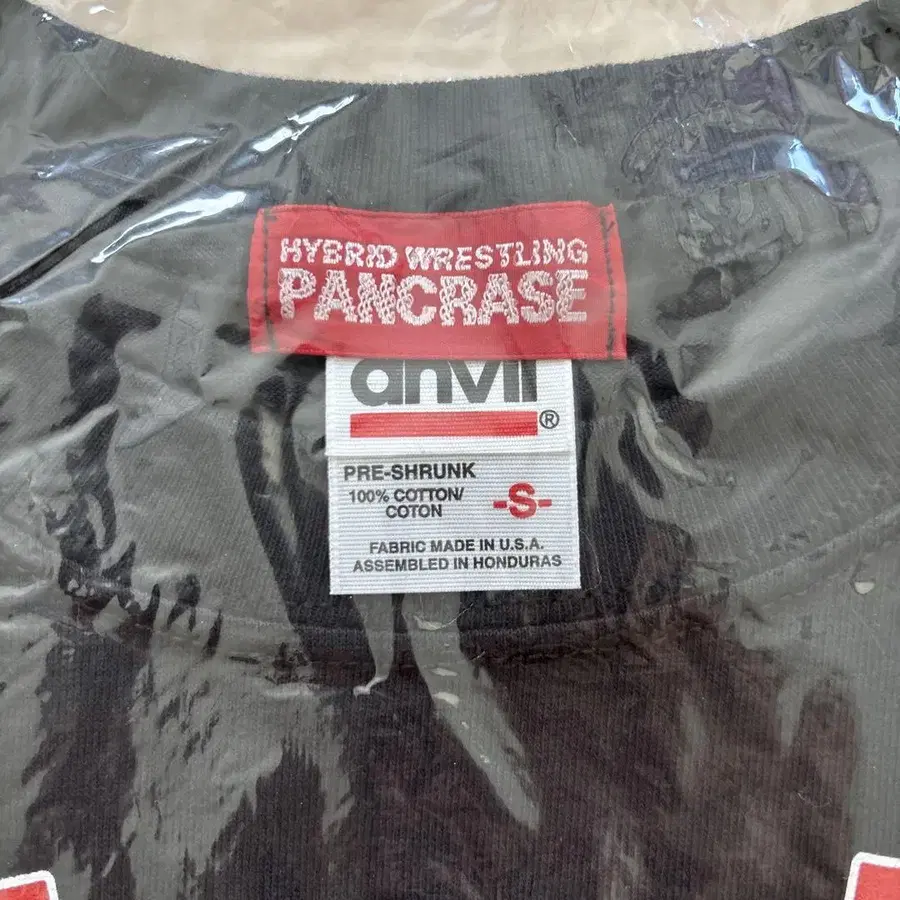 HYBRID WRESTLING
PANCRASE
anvil
®
PRE-SHRUNK
100% COTTON/
COTON
-S-
FABRIC MADE IN U.S.A.
ASSEMBLED IN HONDURAS